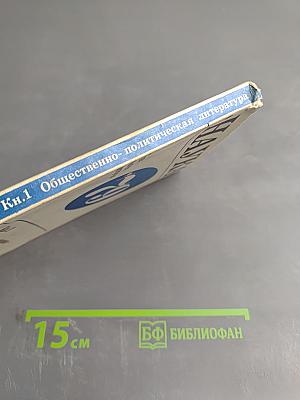 Кн.1 Общественно-политическая литература
15 см
БФ БИБЛИОФАН